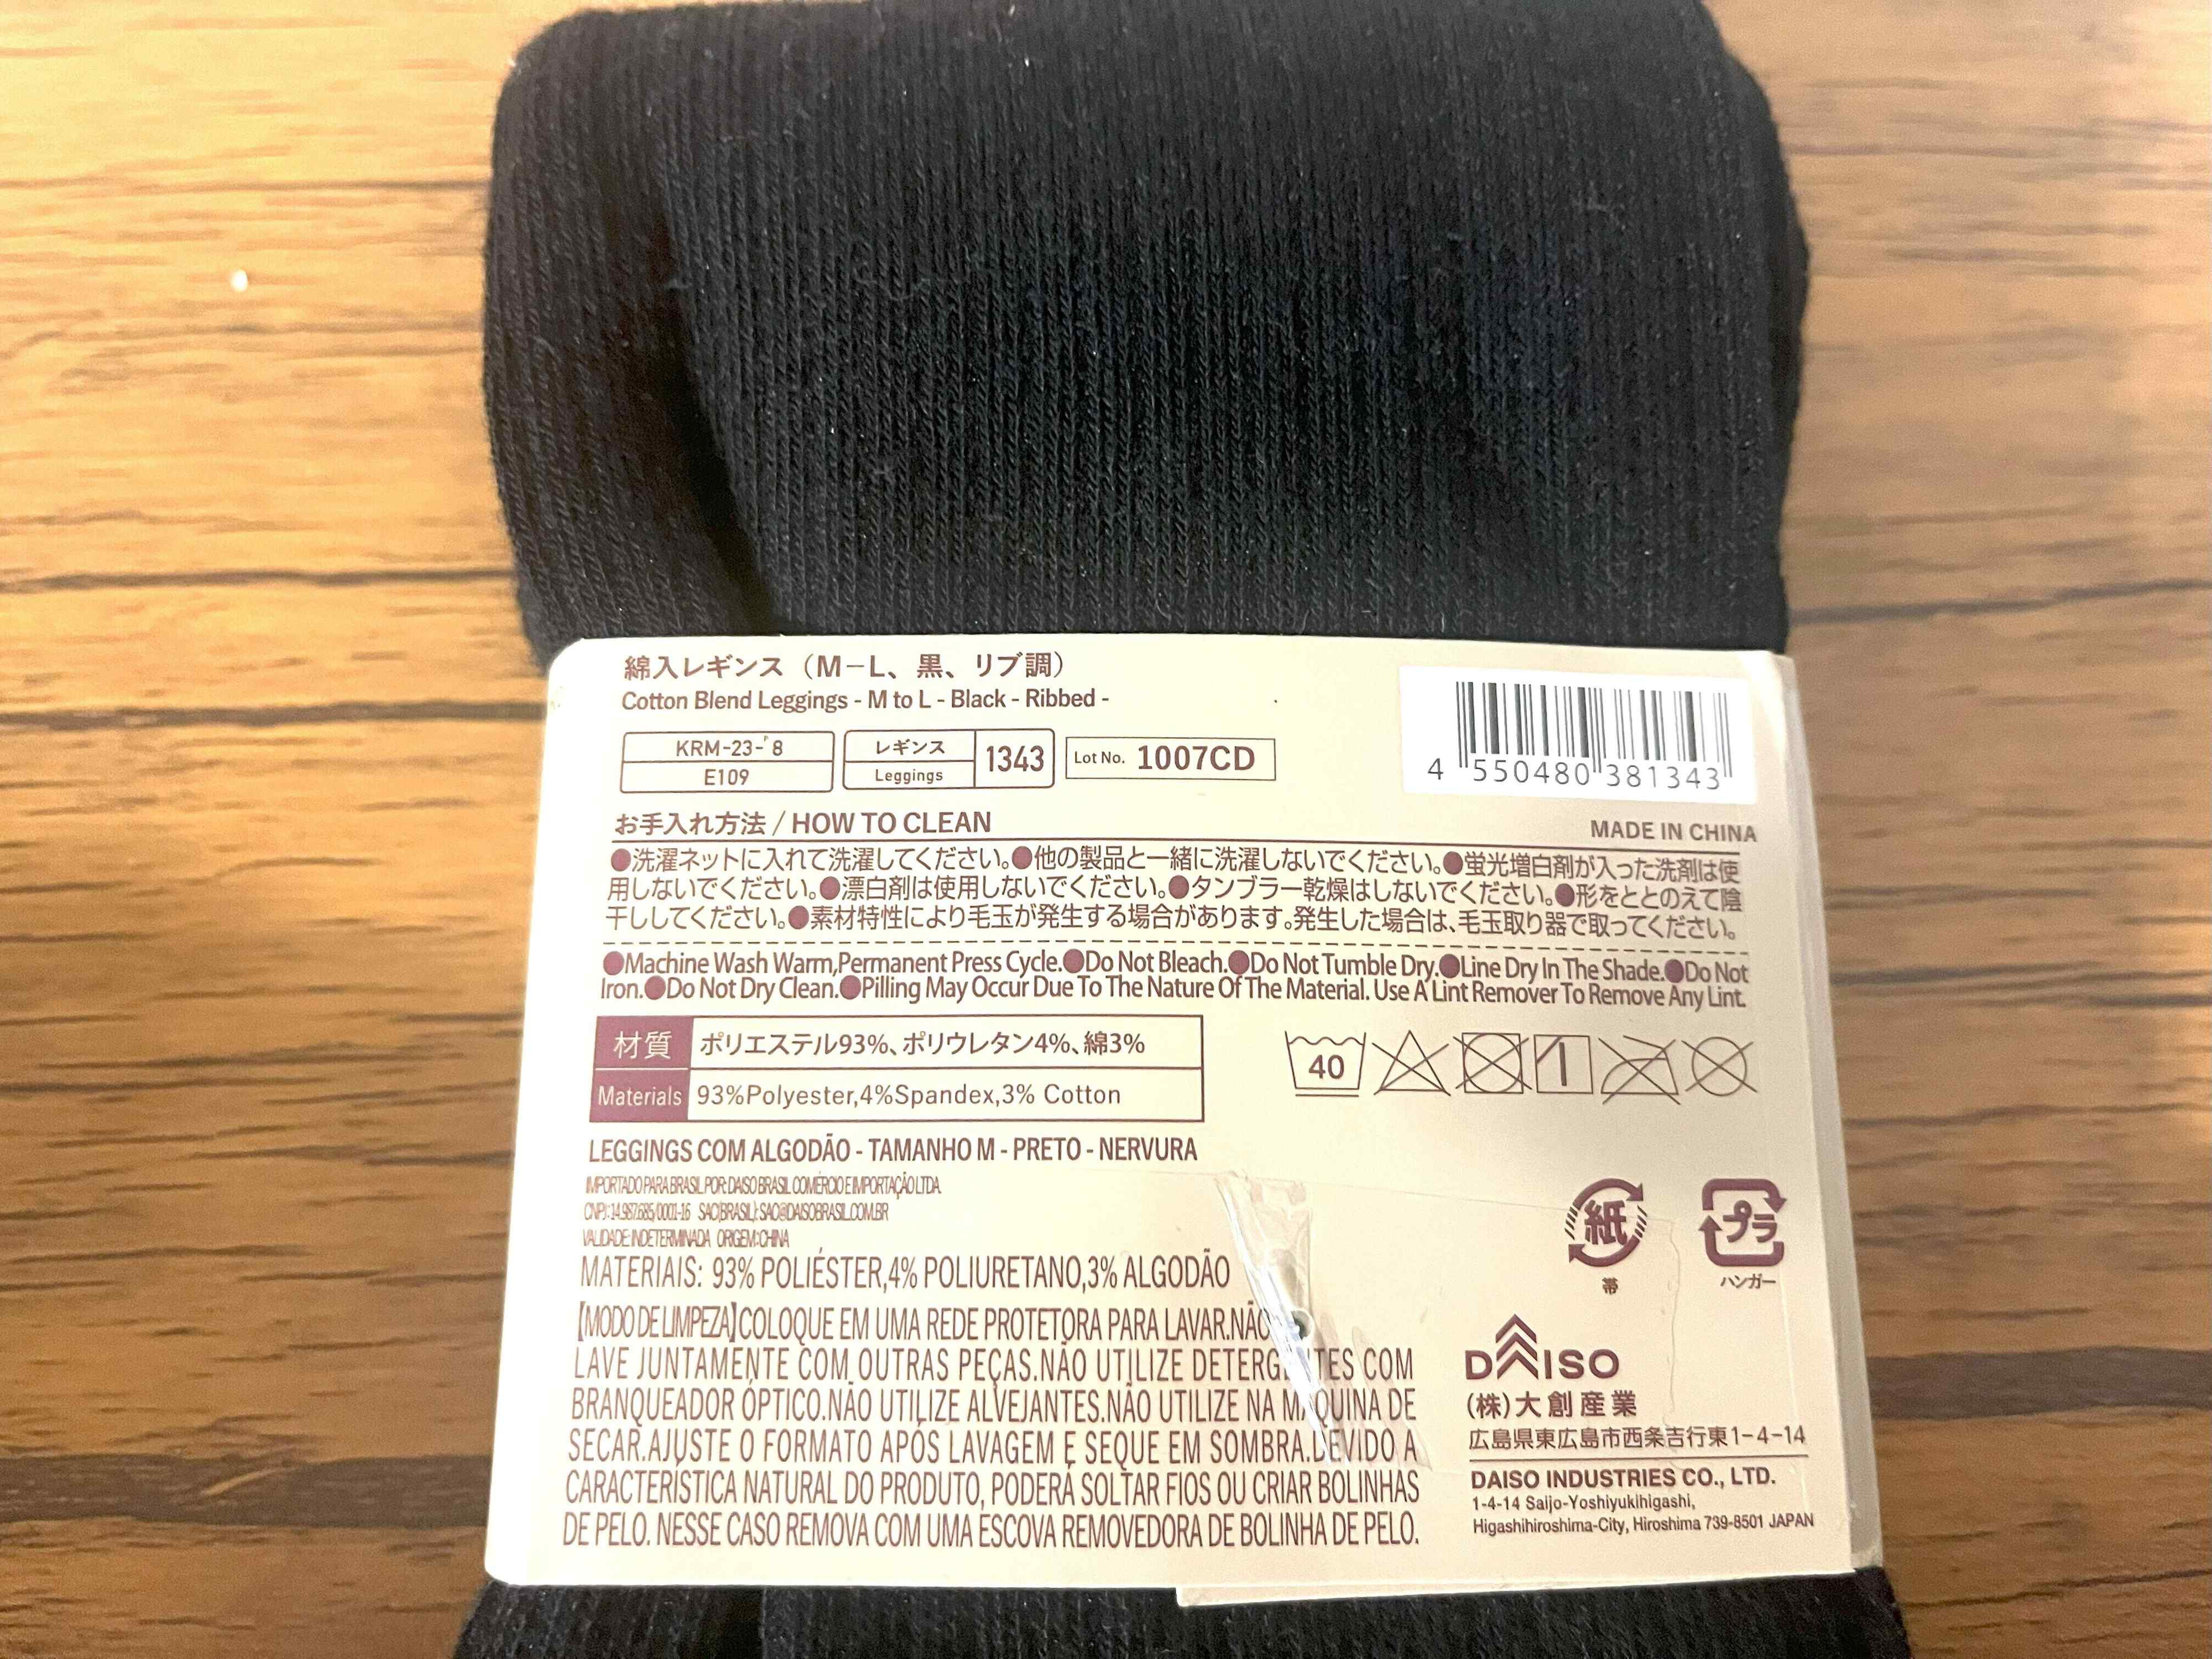 綿入レギンス（M－L、黒、リブ調）
Cotton Blend Leggings - M to L - Black - Ribbed -
KRM-23-P8
E109
レギンス
Leggings
1343
Lot No. 1007CD
4 550480 381343
お手入れ方法 / HOW TO CLEAN
MADE IN CHINA
●洗濯ネットに入れて洗濯してください。●他の製品と一緒に洗濯しないでください。●蛍光増白剤が入った洗剤は使
用しないでください。●漂白剤は使用しないでください。●タンブラー乾燥はしないでください。●形をととのえて陰
干ししてください。●素材特性により毛玉が発生する場合があります。発生した場合は、毛玉取り器で取ってください。
●Machine Wash Warm,Permanent Press Cycle.●Do Not Bleach.●Do Not Tumble Dry.●Line Dry In The Shade.●Do Not
Iron.●Do Not Dry Clean.●Pilling May Occur Due To The Nature Of The Material. Use A Lint Remover To Remove Any Lint.
材質 ポリエステル93%、ポリウレタン4%、綿3%
Materials 93%Polyester,4%Spandex,3% Cotton
40
LEGGINGS COM ALGODÃO - TAMANHO M - PRETO - NERVURA
IMPORTADO PARA BRASIL POR: DAISO BRASIL COMÉRCIO E IMPORTAÇÃO LTDA.
CNPJ: 14.987.685/0001-16 SAC(BRASIL): SAC@DAISOBRASIL.COM.BR
VALIDADE: INDETERMINADA ORIGEM:CHINA
MATERIAIS: 93% POLIÉSTER,4% POLIURETANO,3% ALGODÃO
【MODO DE LIMPEZA】COLOQUE EM UMA REDE PROTETORA PARA LAVAR.NÃO
LAVE JUNTAMENTE COM OUTRAS PEÇAS.NÃO UTILIZE DETERGENTES COM
BRANQUEADOR ÓPTICO.NÃO UTILIZE ALVEJANTES.NÃO UTILIZE NA MÁQUINA DE
SECAR.AJUSTE O FORMATO APÓS LAVAGEM E SEQUE EM SOMBRA.DEVIDO A
CARACTERÍSTICA NATURAL DO PRODUTO, PODERÁ SOLTAR FIOS OU CRIAR BOLINHAS
DE PELO. NESSE CASO REMOVA COM UMA ESCOVA REMOVEDORA DE BOLINHA DE PELO.
紙
帯
プラ
ハンガー
DAISO
(株)大創産業
広島県東広島市西条吉行東1-4-14
DAISO INDUSTRIES CO., LTD.
1-4-14 Saijo-Yoshiyukihigashi,
Higashihiroshima-City, Hiroshima 739-8501 JAPAN